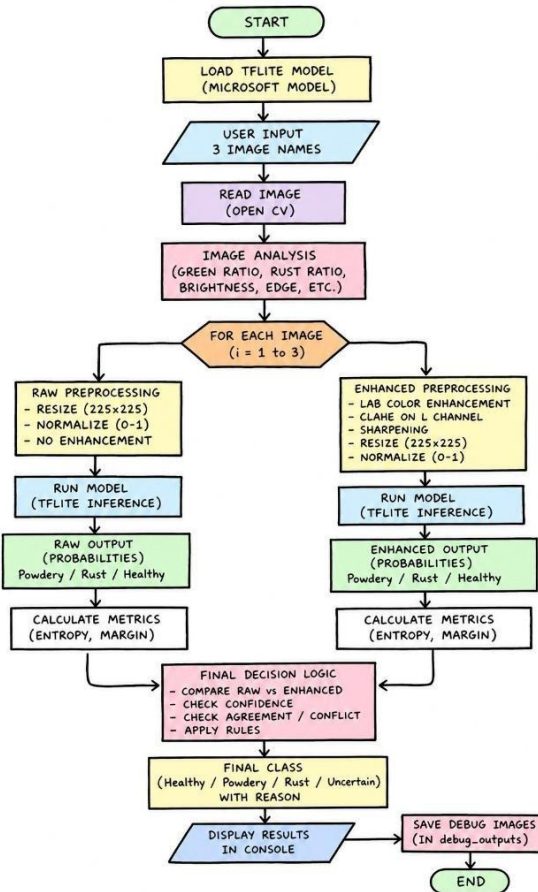 START
LOAD TFLITE MODEL
(MICROSOFT MODEL)
USER INPUT
3 IMAGE NAMES
READ IMAGE
(OPEN CV)
IMAGE ANALYSIS
(GREEN RATIO, RUST RATIO,
BRIGHTNESS, EDGE, ETC.)
FOR EACH IMAGE
(i = 1 to 3)
RAW PREPROCESSING
- RESIZE (225x225)
- NORMALIZE (0-1)
- NO ENHANCEMENT
RUN MODEL
(TFLITE INFERENCE)
RAW OUTPUT
(PROBABILITIES)
Powdery / Rust / Healthy
CALCULATE METRICS
(ENTROPY, MARGIN)
ENHANCED PREPROCESSING
- LAB COLOR ENHANCEMENT
- CLAHE ON L CHANNEL
- SHARPENING
- RESIZE (225x225)
- NORMALIZE (0-1)
RUN MODEL
(TFLITE INFERENCE)
ENHANCED OUTPUT
(PROBABILITIES)
Powdery / Rust / Healthy
CALCULATE METRICS
(ENTROPY, MARGIN)
FINAL DECISION LOGIC
- COMPARE RAW vs ENHANCED
- CHECK CONFIDENCE
- CHECK AGREEMENT / CONFLICT
- APPLY RULES
FINAL CLASS
(Healthy / Powdery / Rust / Uncertain)
WITH REASON
DISPLAY RESULTS
IN CONSOLE
SAVE DEBUG IMAGES
(IN debug_outputs)
END